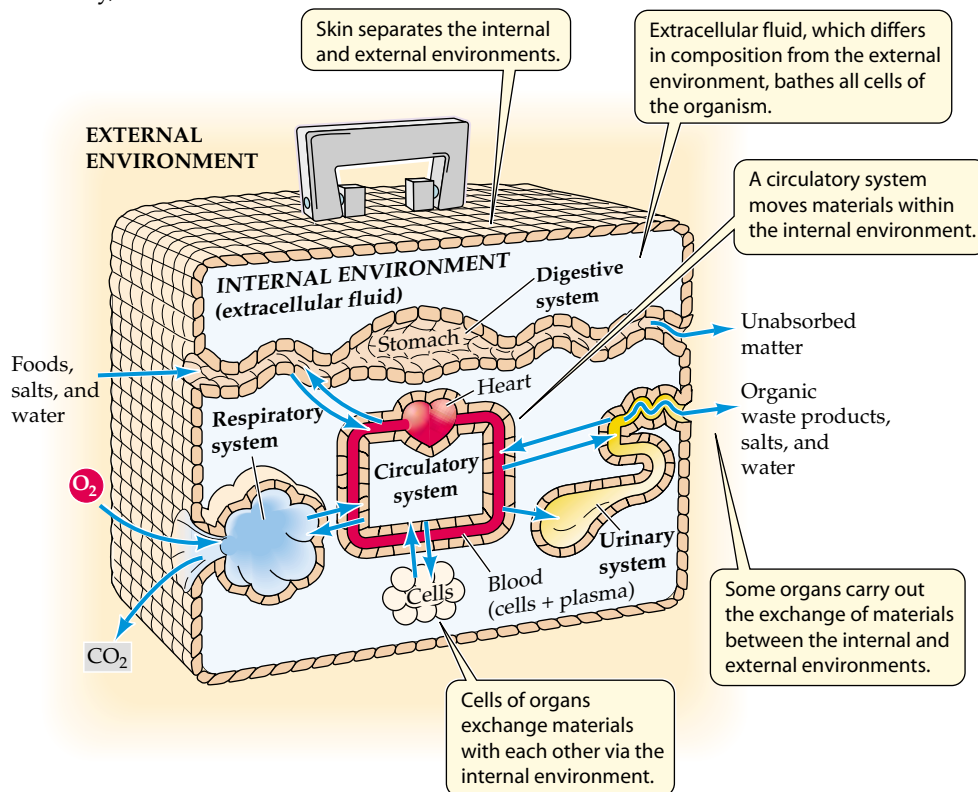 Skin separates the internal
and external environments.
Extracellular fluid, which differs
in composition from the external
environment, bathes all cells of
the organism.
EXTERNAL
ENVIRONMENT
A circulatory system
moves materials within
the internal environment.
INTERNAL ENVIRONMENT
(extracellular fluid)
Digestive
system
Stomach
Unabsorbed
matter
Foods,
salts, and
water
Heart
Organic
waste products,
salts, and
water
Respiratory
system
Circulatory
system
O2
Urinary
system
Blood
(cells + plasma)
Cells
CO2
Some organs carry out
the exchange of materials
between the internal and
external environments.
Cells of organs
exchange materials
with each other via the
internal environment.